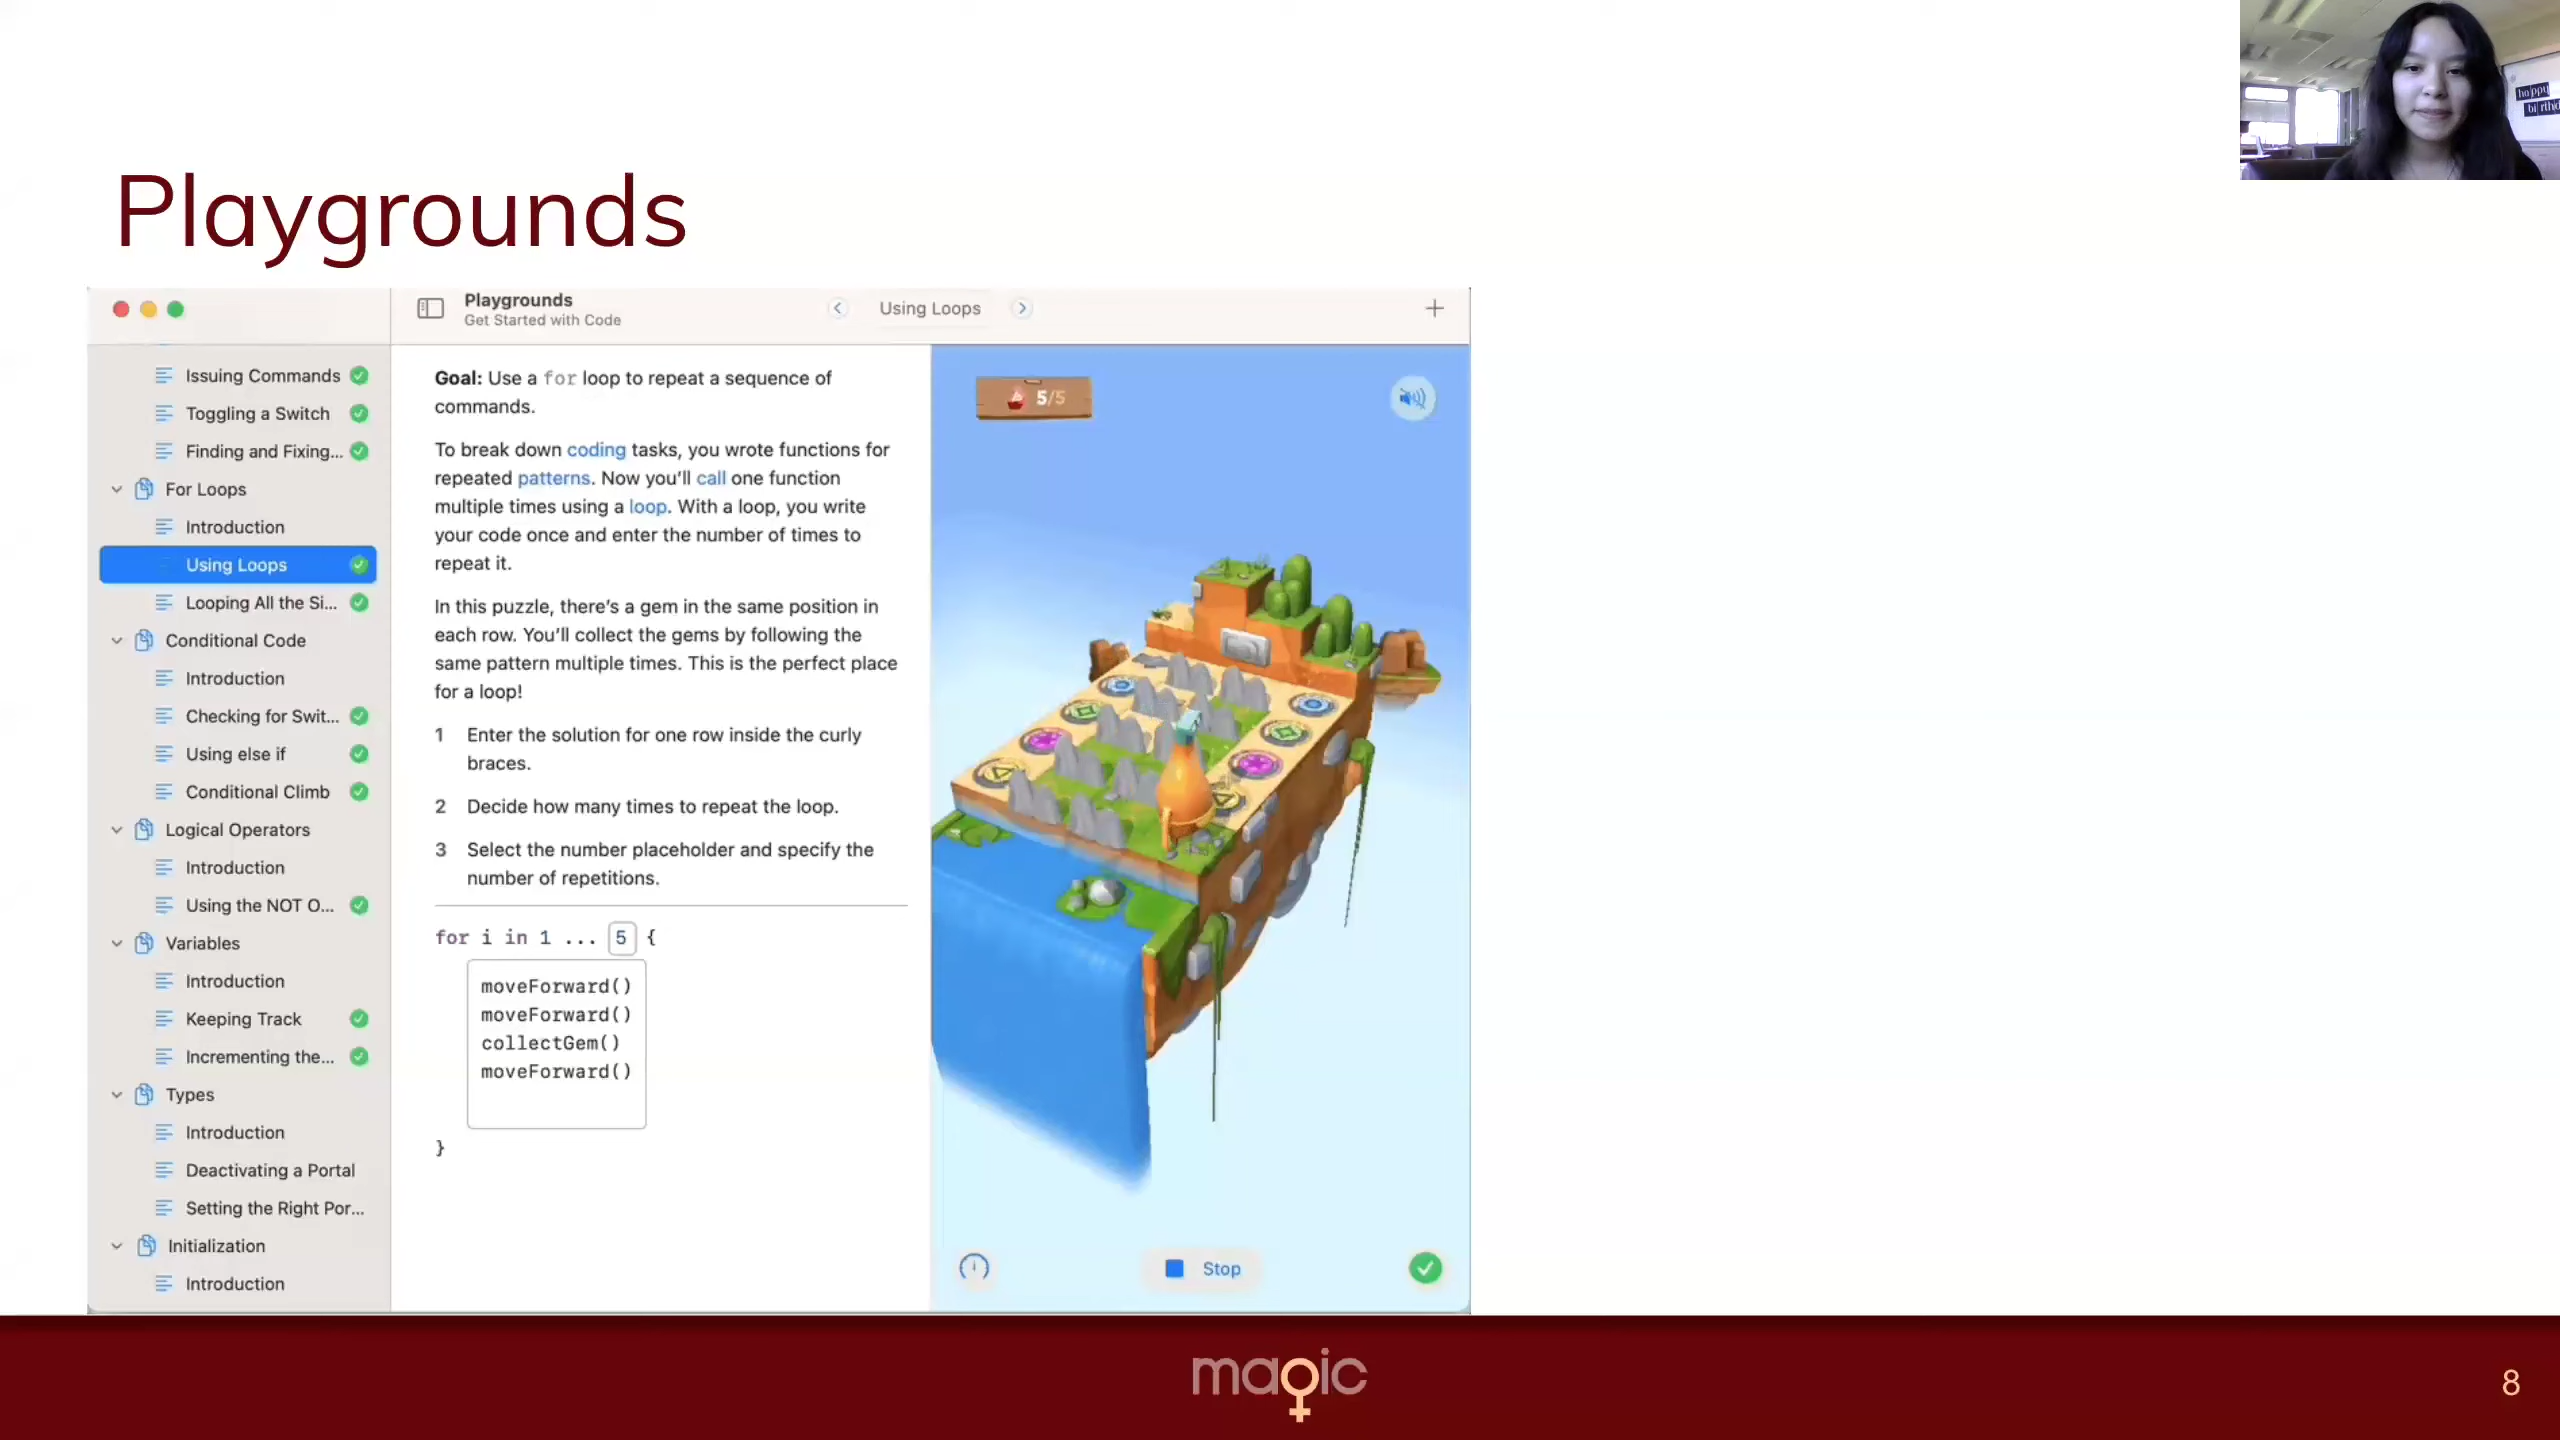 happy
birthd
Playgrounds
Playgrounds
Get Started with Code
Using Loops
Issuing Commands
Toggling a Switch
Finding and Fixing...
For Loops
Introduction
Using Loops
Looping All the Si...
Conditional Code
Introduction
Checking for Swit...
Using else if
Conditional Climb
Logical Operators
Introduction
Using the NOT O...
Variables
Introduction
Keeping Track
Incrementing the...
Types
Introduction
Deactivating a Portal
Setting the Right Por...
Initialization
Introduction
Goal: Use a for loop to repeat a sequence of
commands.
To break down coding tasks, you wrote functions for
repeated patterns. Now you'll call one function
multiple times using a loop. With a loop, you write
your code once and enter the number of times to
repeat it.
In this puzzle, there's a gem in the same position in
each row. You'll collect the gems by following the
same pattern multiple times. This is the perfect place
for a loop!
1 Enter the solution for one row inside the curly
braces.
2 Decide how many times to repeat the loop.
3 Select the number placeholder and specify the
number of repetitions.
for i in 1 ... 5 {
moveForward()
moveForward()
collectGem()
moveForward()
}
5/5
Stop
magic
8